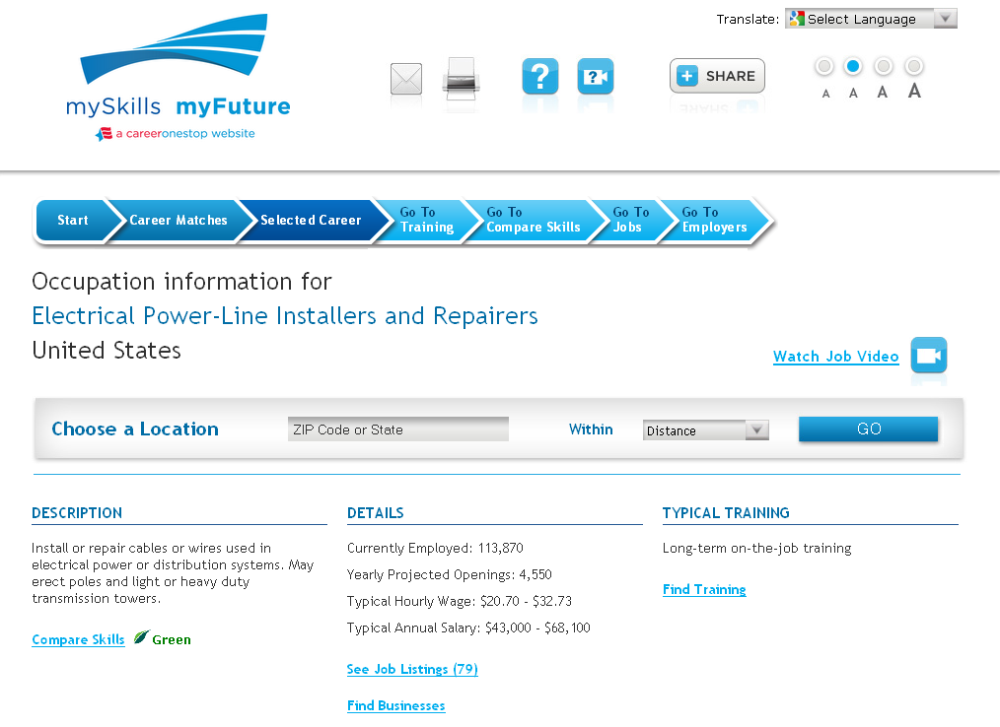 Translate: Select Language
mySkills myFuture
a careeronestop website
?
?
SHARE
A A A A
Start
Career Matches
Selected Career
Go To
Training
Go To
Compare Skills
Go To
Jobs
Go To
Employers
Occupation information for
Electrical Power-Line Installers and Repairers
United States
Watch Job Video
Choose a Location
ZIP Code or State
Within
Distance
GO
DESCRIPTION
Install or repair cables or wires used in
electrical power or distribution systems. May
erect poles and light or heavy duty
transmission towers.
Compare Skills Green
DETAILS
Currently Employed: 113,870
Yearly Projected Openings: 4,550
Typical Hourly Wage: $20.70 - $32.73
Typical Annual Salary: $43,000 - $68,100
See Job Listings (79)
Find Businesses
TYPICAL TRAINING
Long-term on-the-job training
Find Training